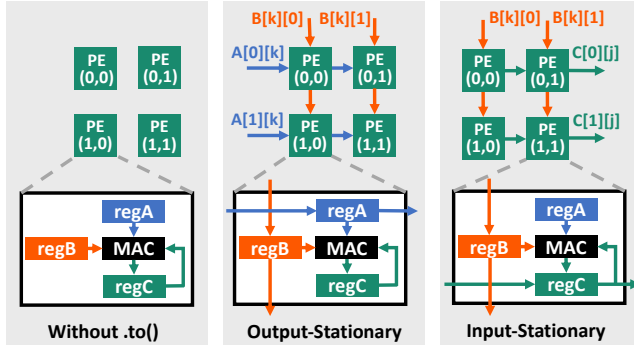 PE
(0,0)
PE
(0,1)
PE
(1,0)
PE
(1,1)
regA
regB
MAC
regC
Without .to()
B[k][0]
B[k][1]
A[0][k]
PE
(0,0)
PE
(0,1)
A[1][k]
PE
(1,0)
PE
(1,1)
regA
regB
MAC
regC
Output-Stationary
B[k][0]
B[k][1]
PE
(0,0)
PE
(0,1)
C[0][j]
PE
(1,0)
PE
(1,1)
C[1][j]
regA
regB
MAC
regC
Input-Stationary